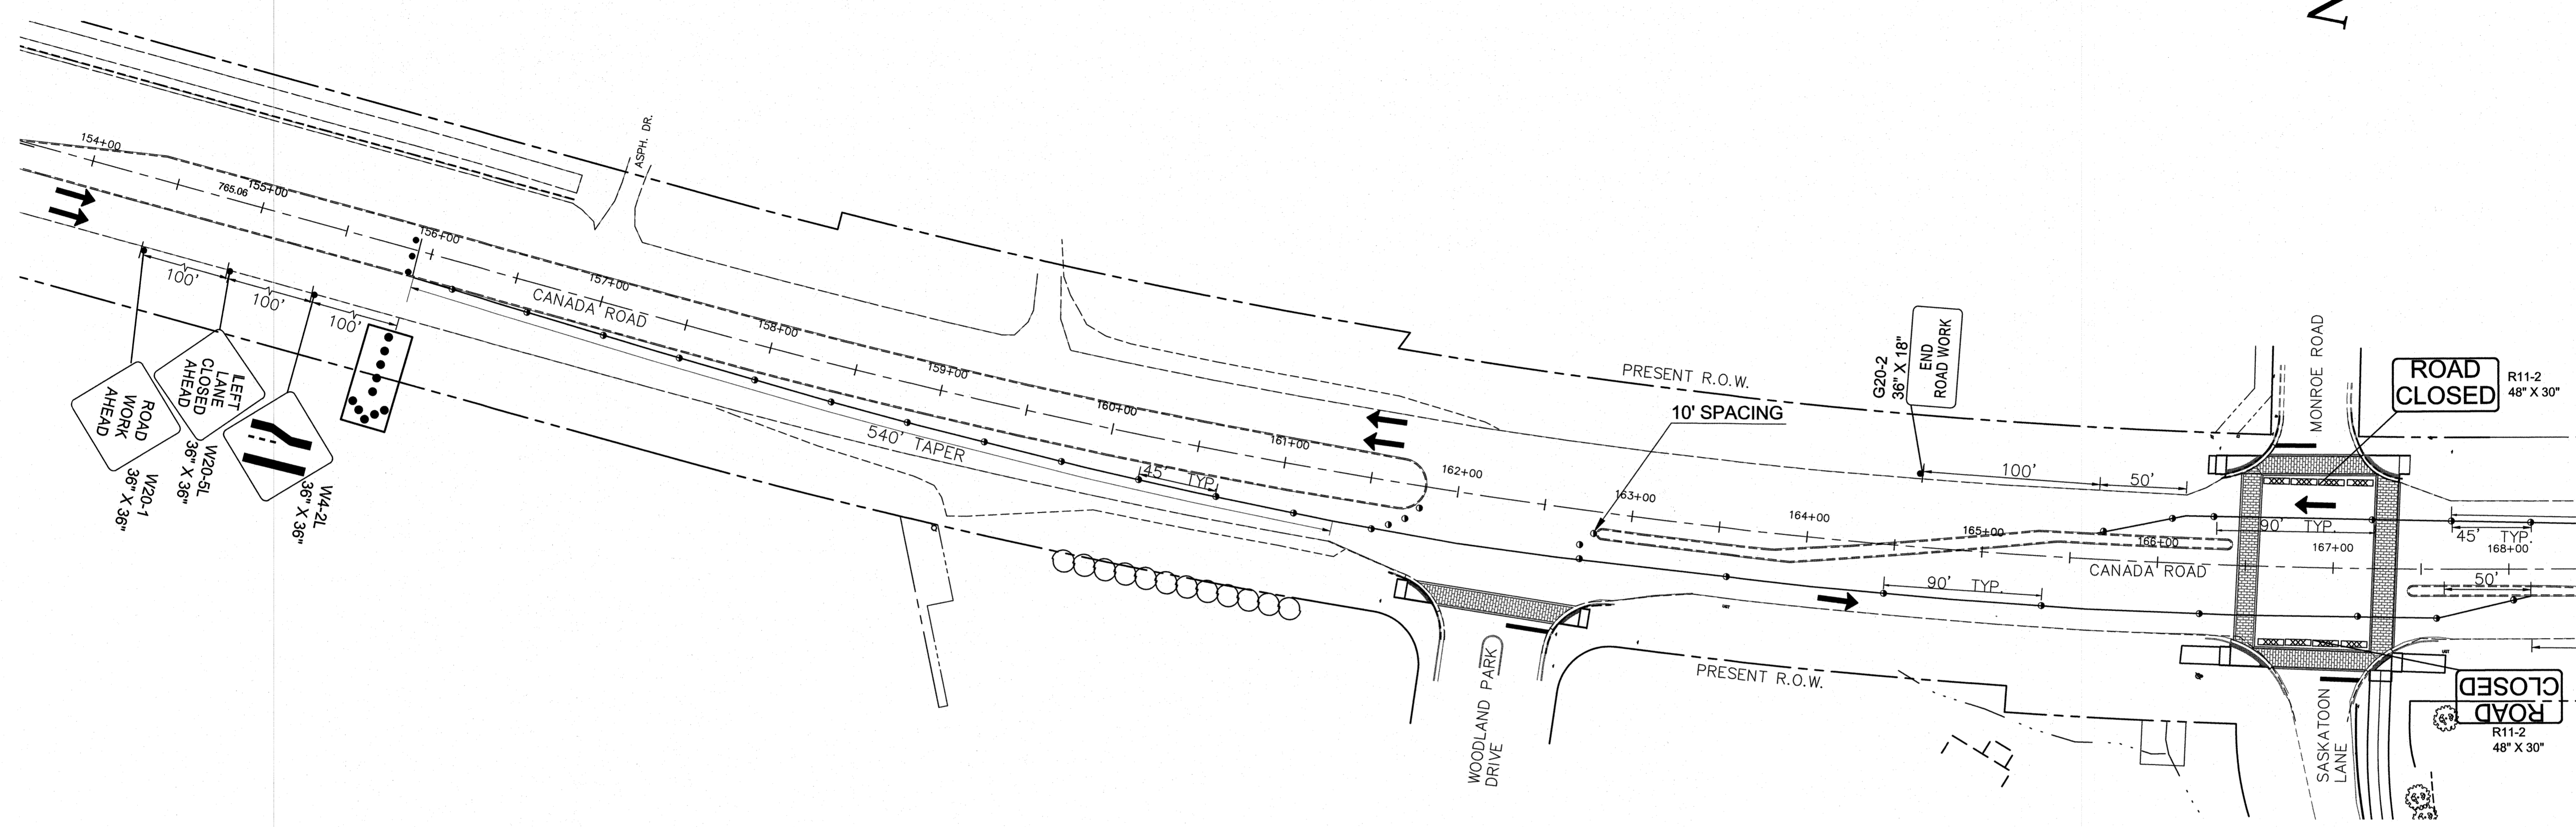 N
154+00
765.06
155+00
156+00
157+00
158+00
159+00
160+00
161+00
162+00
163+00
164+00
165+00
166+00
167+00
168+00
ASPH. DR.
CANADA ROAD
100'
100'
100'
ROAD
WORK
AHEAD
W20-1
36" X 36"
LEFT
LANE
CLOSED
AHEAD
W20-5L
36" X 36"
W4-2L
36" X 36"
540' TAPER
45' TYP.
PRESENT R.O.W.
10' SPACING
G20-2
36" X 18"
END
ROAD WORK
100'
50'
MONROE ROAD
ROAD
CLOSED
R11-2
48" X 30"
90' TYP.
45' TYP.
CANADA ROAD
50'
90' TYP.
WOODLAND PARK
DRIVE
PRESENT R.O.W.
SASKATOON
LANE
ROAD
CLOSED
R11-2
48" X 30"